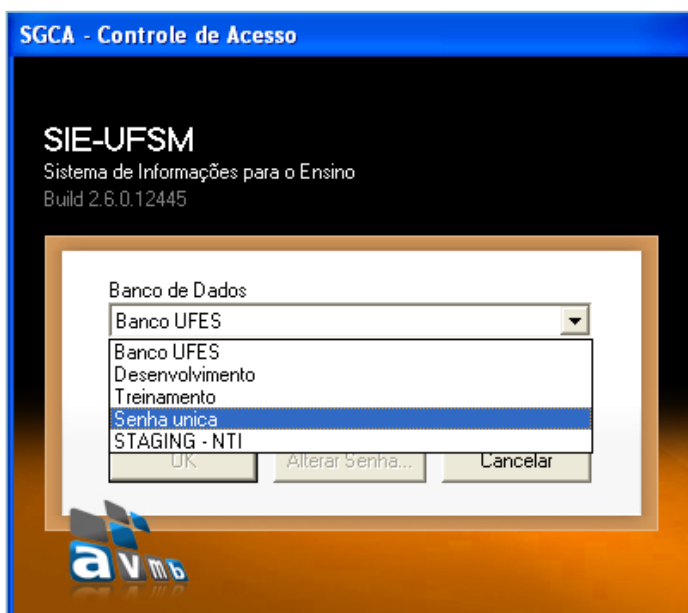 SGCA - Controle de Acesso
SIE-UFSM
Sistema de Informações para o Ensino
Build 2.6.0.12445
Banco de Dados
Banco UFES
Banco UFES
Desenvolvimento
Treinamento
Senha unica
STAGING - NTI
OK
Alterar Senha...
Cancelar
avmb